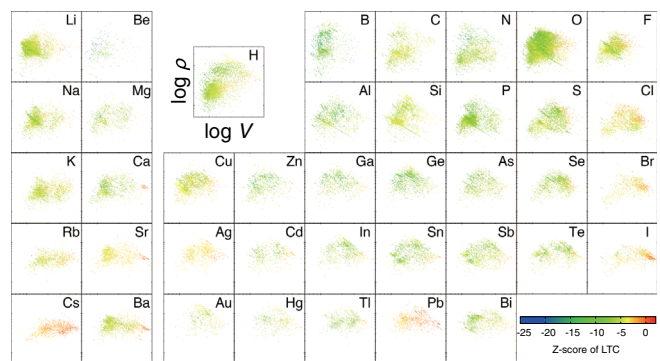 Li Be B C N O F
H
log ρ
log V
Na Mg Al Si P S Cl
K Ca Cu Zn Ga Ge As Se Br
Rb Sr Ag Cd In Sn Sb Te I
Cs Ba Au Hg Tl Pb Bi
-25 -20 -15 -10 -5 0
Z-score of LTC